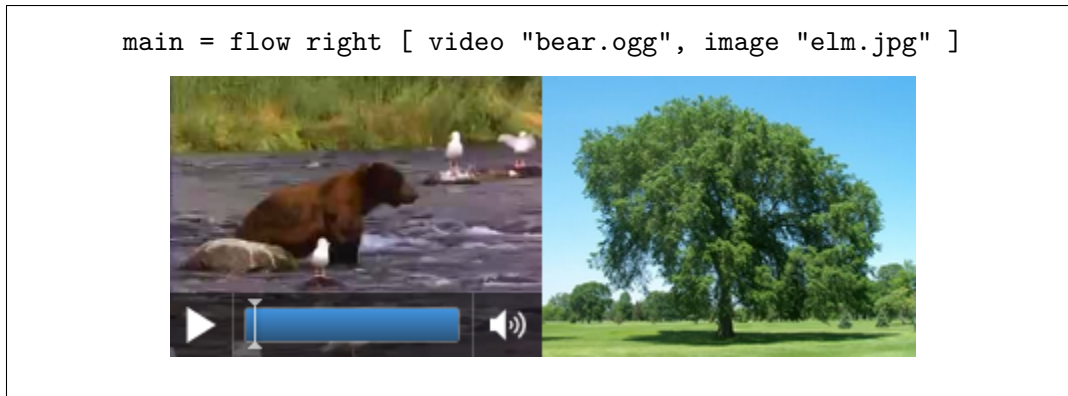 main = flow right [ video "bear.ogg", image "elm.jpg" ]